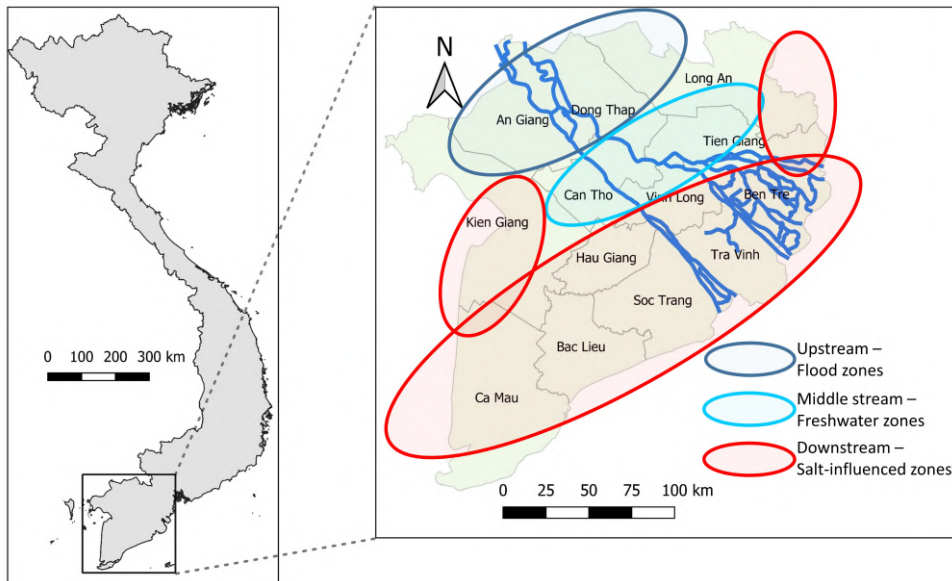 N
Long An
Dong Thap
An Giang
Tien Giang
Can Tho
Vinh Long
Ben Tre
Kien Giang
Hau Giang
Tra Vinh
Soc Trang
Bac Lieu
Ca Mau
0 100 200 300 km
Upstream –
Flood zones
Middle stream –
Freshwater zones
Downstream –
Salt-influenced zones
0 25 50 75 100 km